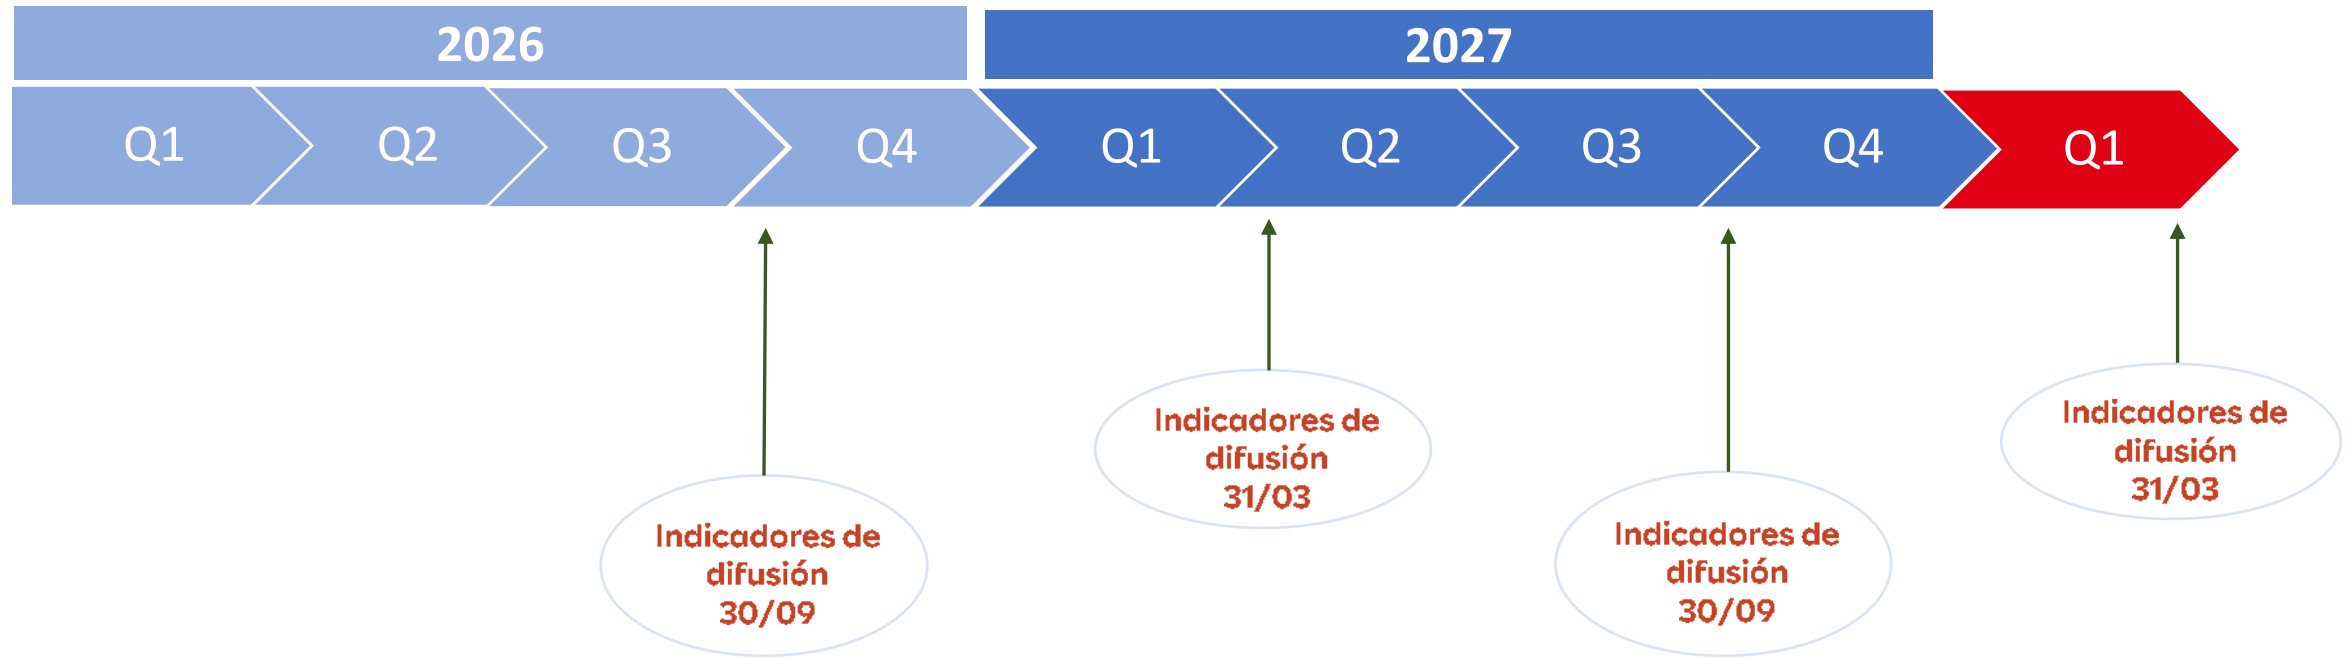 2026
2027
Q1
Q2
Q3
Q4
Q1
Q2
Q3
Q4
Q1
Indicadores de
difusión
30/09
Indicadores de
difusión
31/03
Indicadores de
difusión
30/09
Indicadores de
difusión
31/03